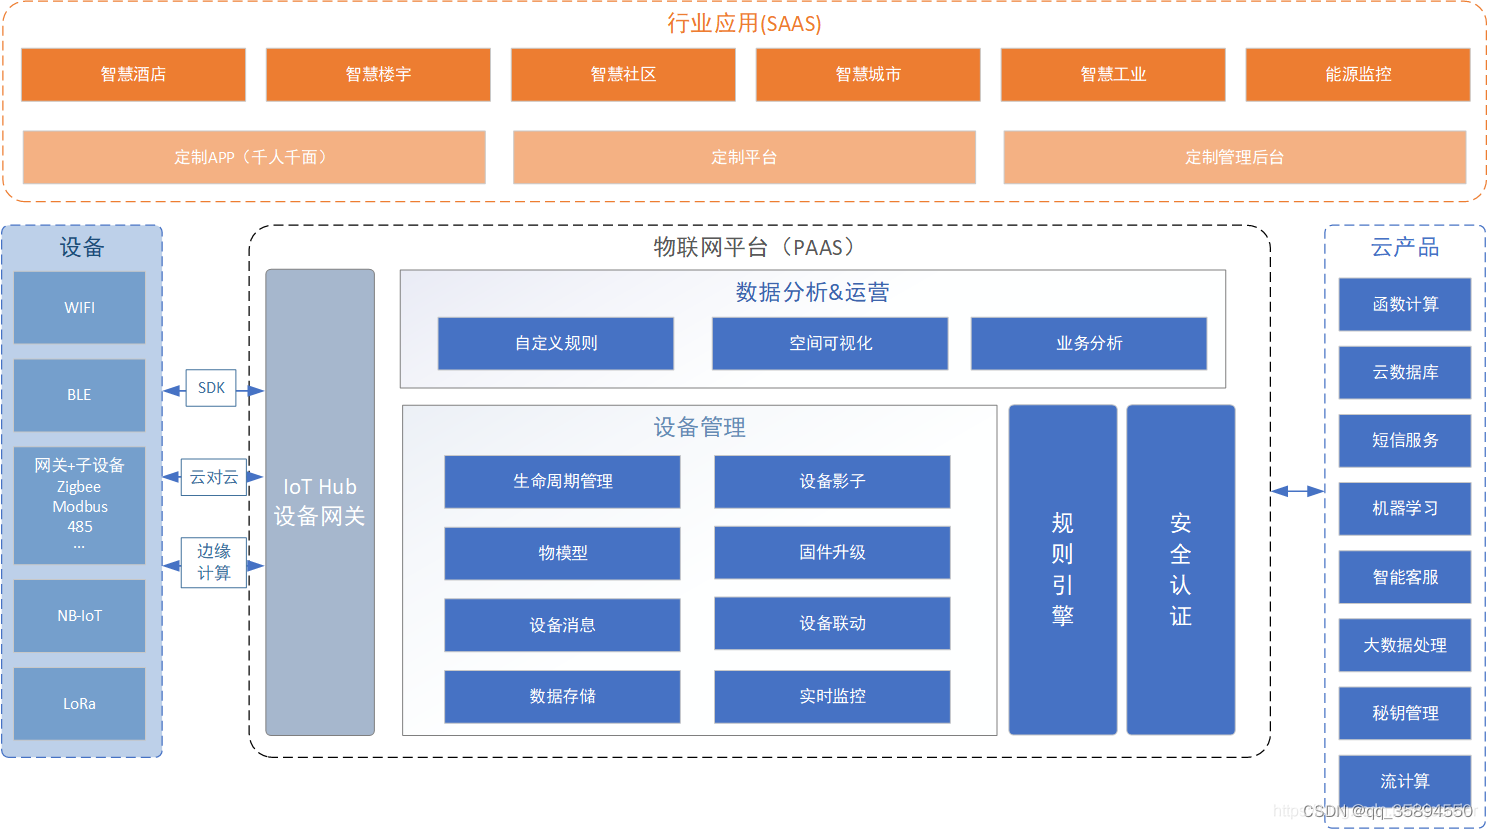 行业应用(SAAS)
智慧酒店
智慧楼宇
智慧社区
智慧城市
智慧工业
能源监控
定制APP（千人千面）
定制平台
定制管理后台
设备
WIFI
BLE
网关+子设备
Zigbee
Modbus
485
...
NB-IoT
LoRa
SDK
云对云
边缘
计算
物联网平台（PAAS）
IoT Hub
设备网关
数据分析&运营
自定义规则
空间可视化
业务分析
设备管理
生命周期管理
设备影子
物模型
固件升级
设备消息
设备联动
数据存储
实时监控
规
则
引
擎
安
全
认
证
云产品
函数计算
云数据库
短信服务
机器学习
智能客服
大数据处理
秘钥管理
流计算
CSDN @qq_35894550